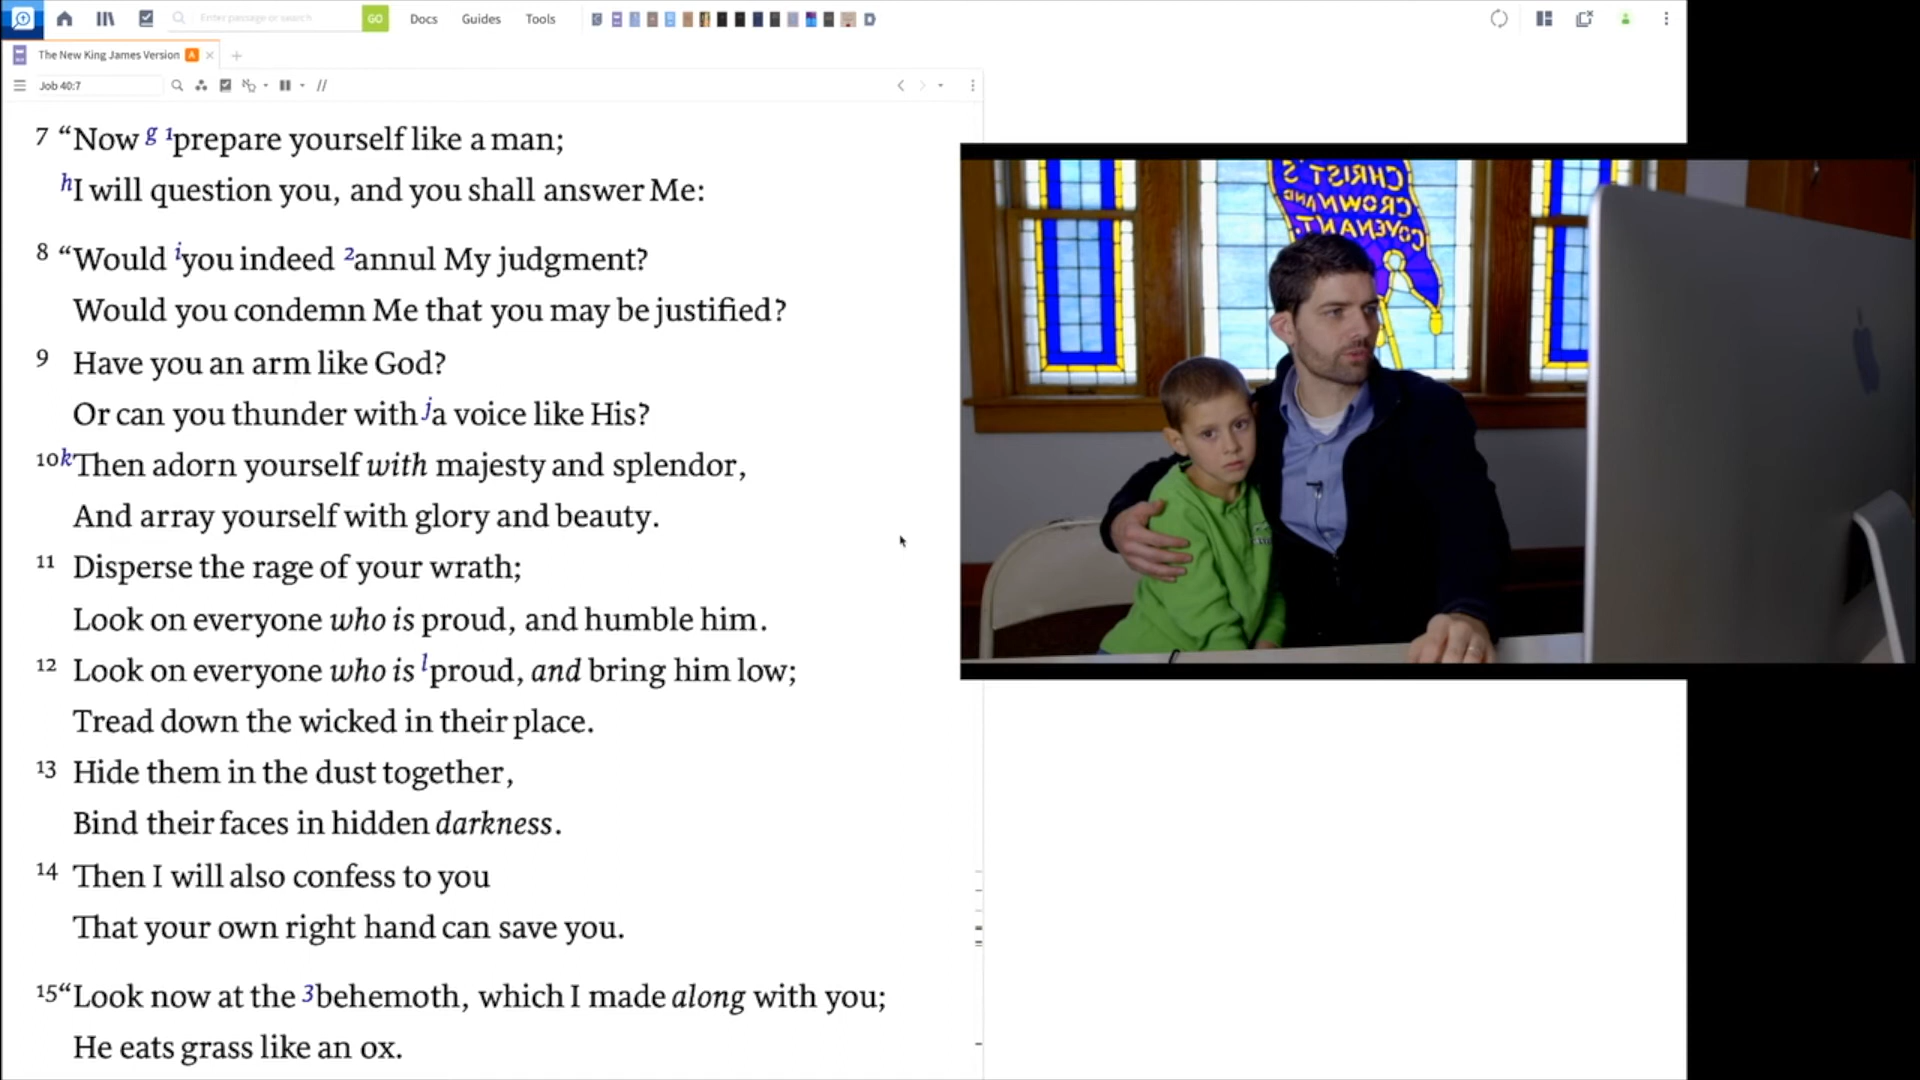 Enter passage or search
GO
Docs
Guides
Tools
The New King James Version A
Job 40:7
7 “Now g 1prepare yourself like a man;
hI will question you, and you shall answer Me:
8 “Would iyou indeed 2annul My judgment?
Would you condemn Me that you may be justified?
9 Have you an arm like God?
Or can you thunder with ja voice like His?
10kThen adorn yourself with majesty and splendor,
And array yourself with glory and beauty.
11 Disperse the rage of your wrath;
Look on everyone who is proud, and humble him.
12 Look on everyone who is lproud, and bring him low;
Tread down the wicked in their place.
13 Hide them in the dust together,
Bind their faces in hidden darkness.
14 Then I will also confess to you
That your own right hand can save you.
15“Look now at the 3behemoth, which I made along with you;
He eats grass like an ox.
CHRIST'S
CROWN AND
COVENANT.